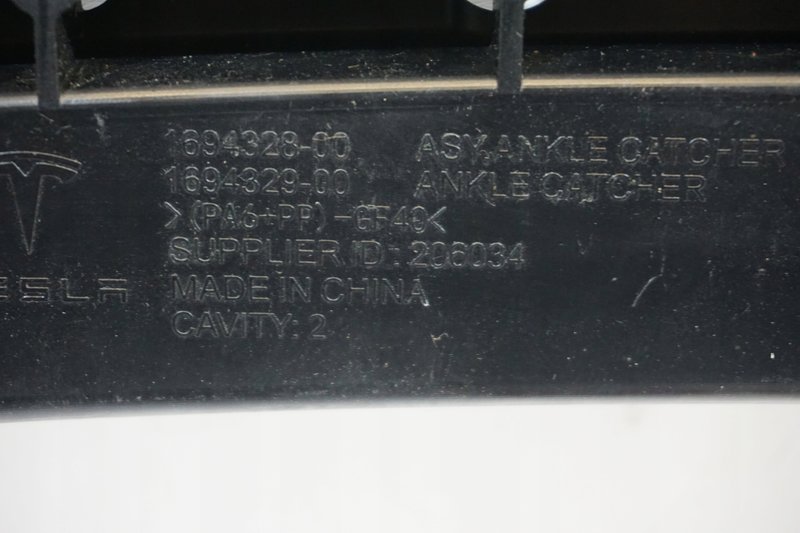 1694328-00 ASY,ANKLE CATCHER
1694329-00 ANKLE CATCHER
>(PA6+PP)-GF40<
SUPPLIER ID: 206034
MADE IN CHINA
CAVITY: 2
ESLA